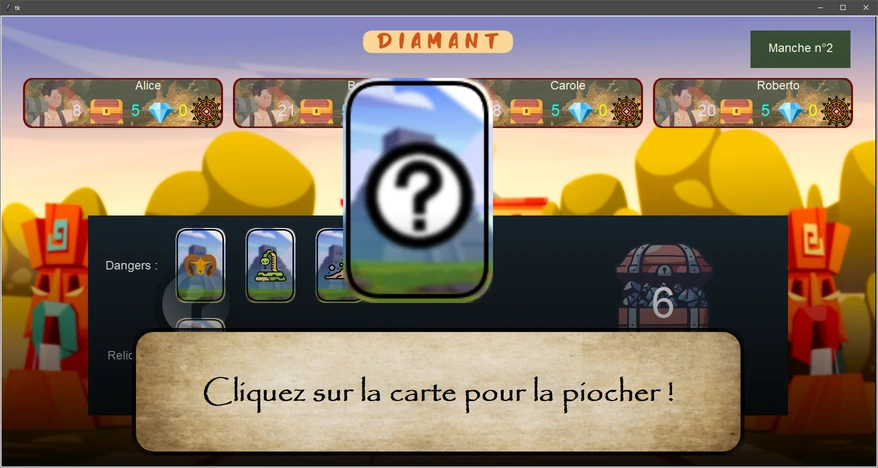 tk
DIAMANT
Manche n°2
Alice
Carole
Roberto
8
5
0
21
8
5
0
20
5
0
Dangers :
?
6
Cliquez sur la carte pour la piocher !